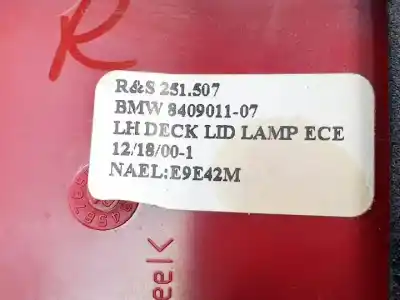 R
R&S 251.507
BMW 8409011-07
LH DECK LID LAMP ECE
12/18/00-1
NAEL:E9E42M